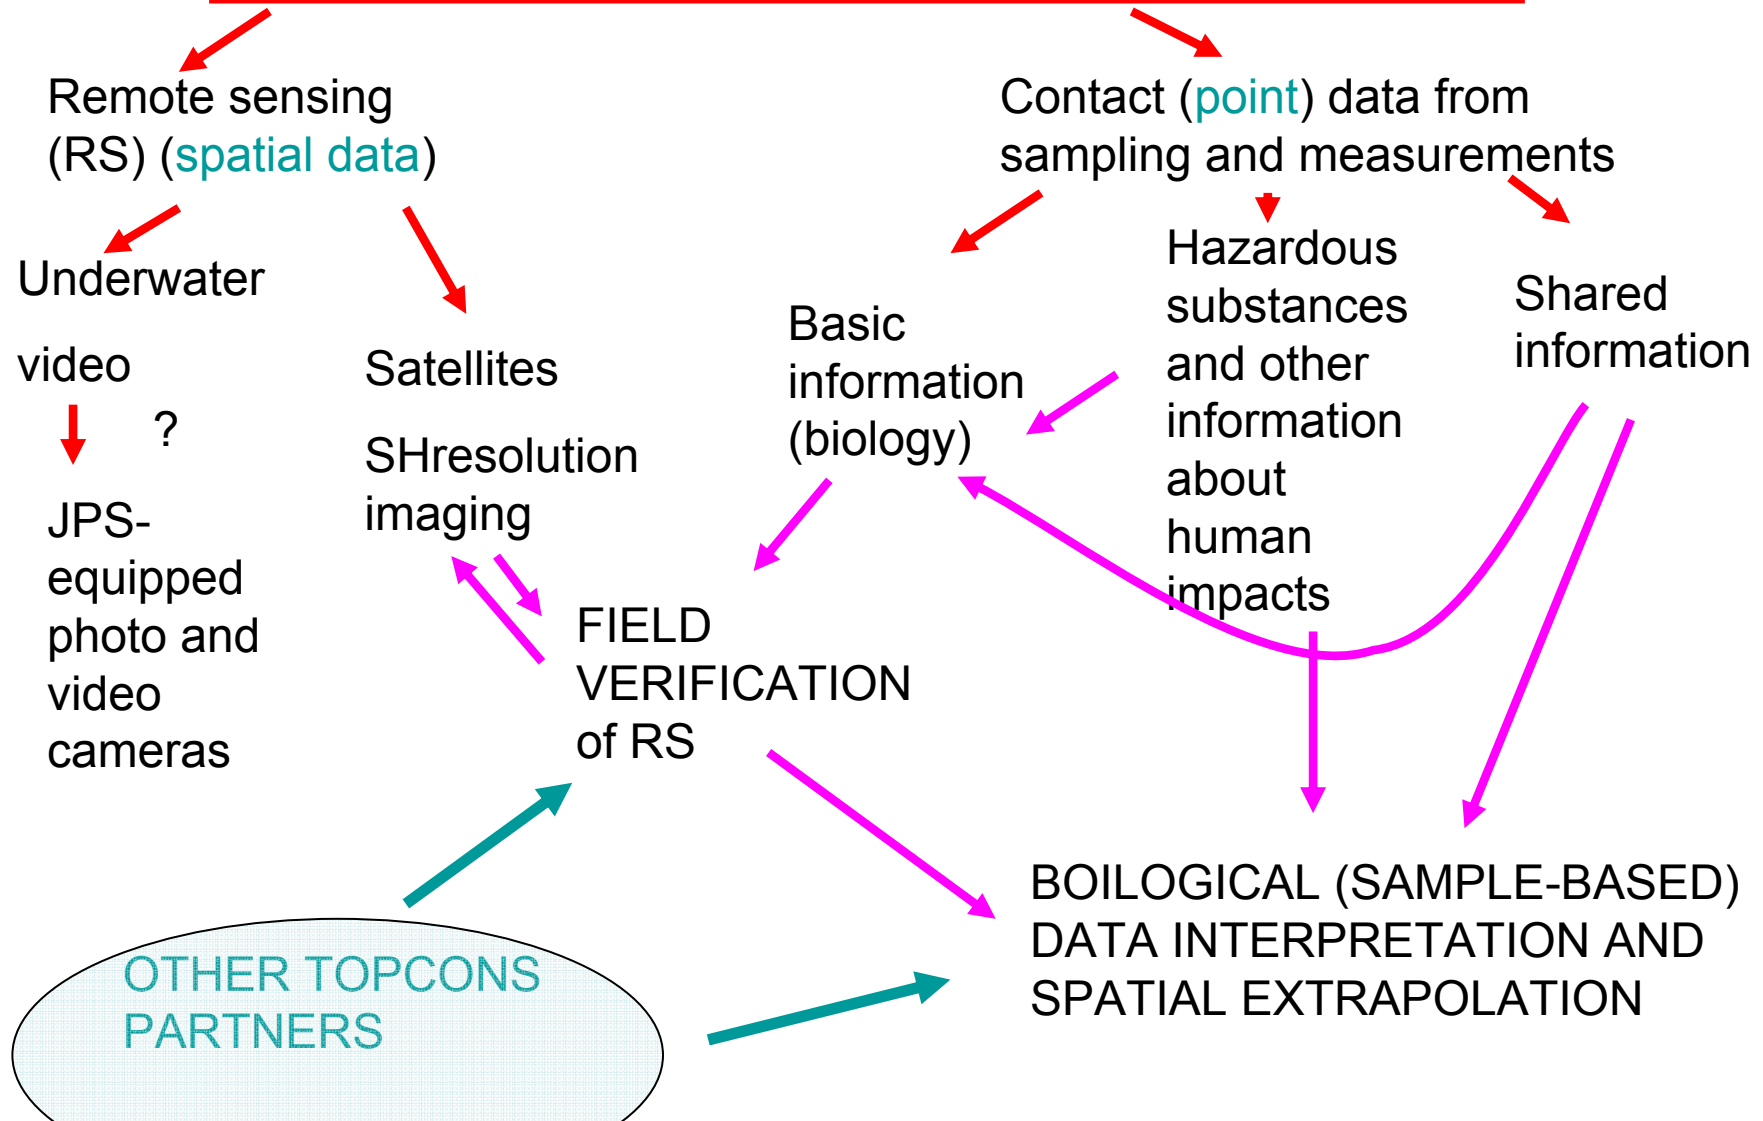 Remote sensing
(RS) (spatial data)
Contact (point) data from
sampling and measurements
Underwater
video
?
JPS-
equipped
photo and
video
cameras
Satellites
SHresolution
imaging
Basic
information
(biology)
Hazardous
substances
and other
information
about
human
impacts
Shared
information
FIELD
VERIFICATION
of RS
OTHER TOPCONS
PARTNERS
BOILOGICAL (SAMPLE-BASED)
DATA INTERPRETATION AND
SPATIAL EXTRAPOLATION